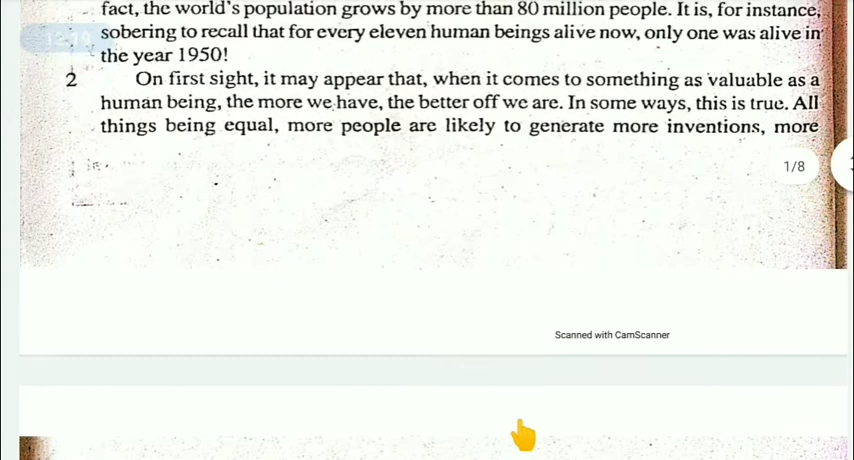 fact, the world's population grows by more than 80 million people. It is, for instance,
sobering to recall that for every eleven human beings alive now, only one was alive in
the year 1950!
2 On first sight, it may appear that, when it comes to something as valuable as a
human being, the more we have, the better off we are. In some ways, this is true. All
things being equal, more people are likely to generate more inventions, more
1/8
Scanned with CamScanner